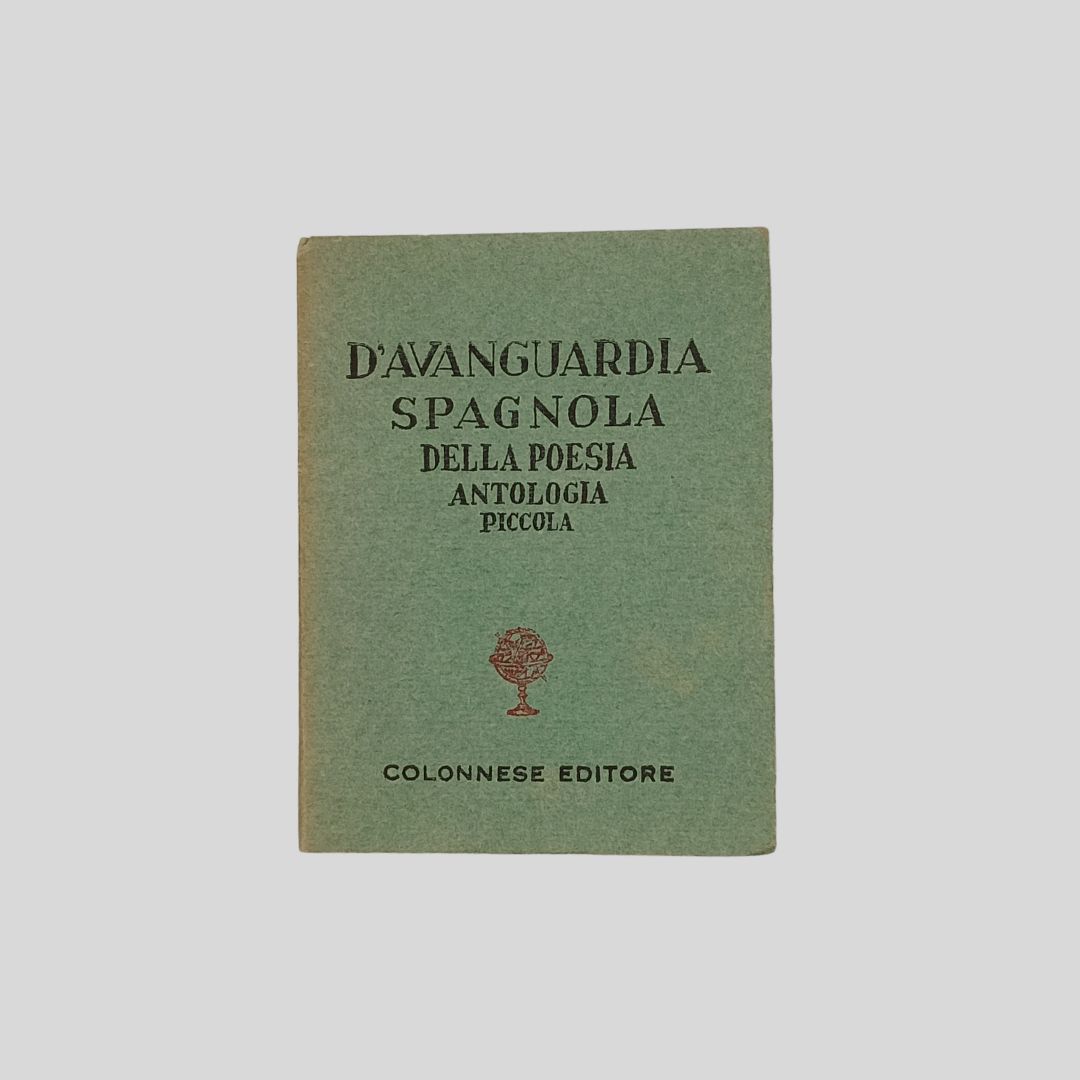 D'AVANGUARDIA
SPAGNOLA
DELLA POESIA
ANTOLOGIA
PICCOLA
COLONNESE EDITORE